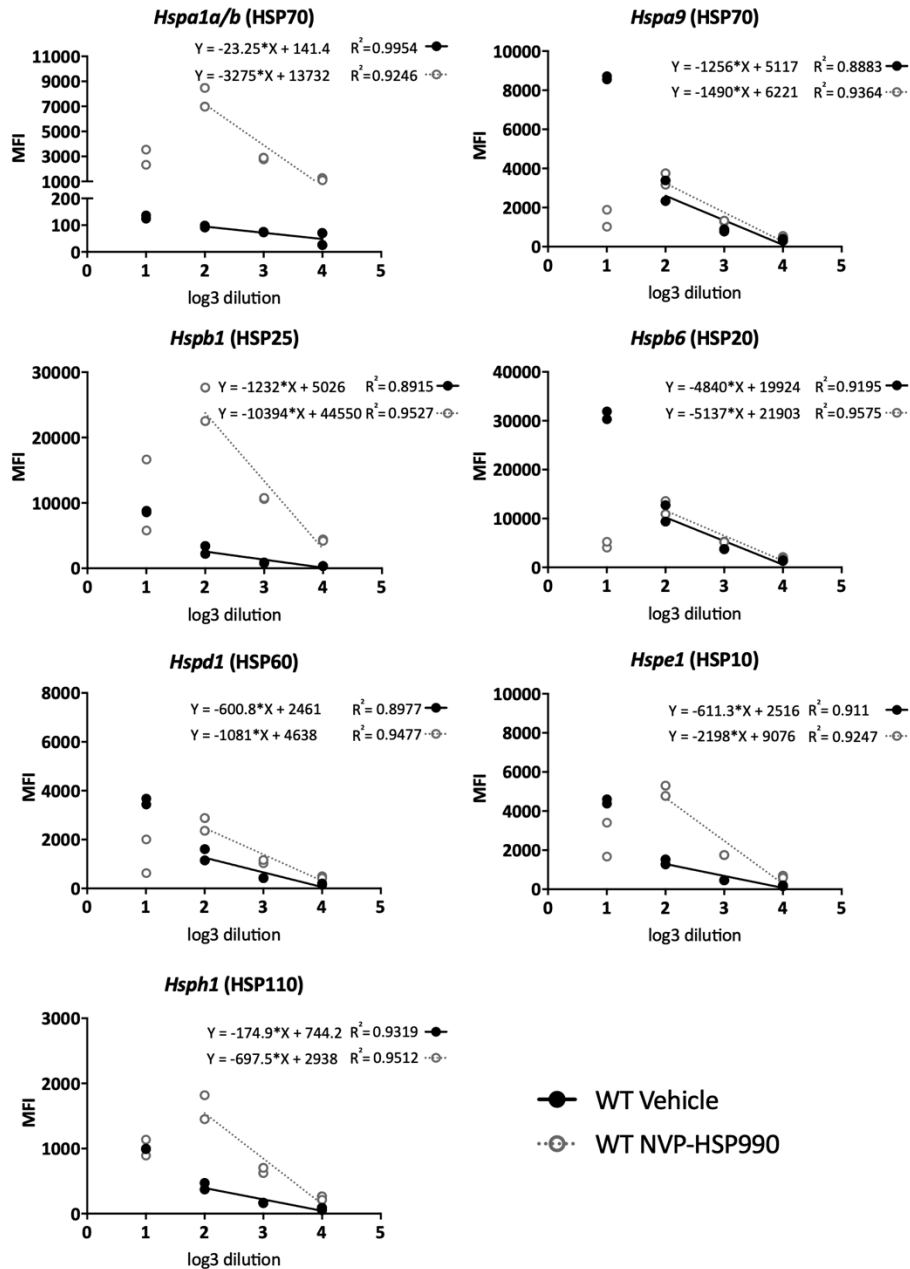 Hspa1a/b (HSP70)
Y = -23.25*X + 141.4 R²=0.9954
Y = -3275*X + 13732 R²=0.9246
11000
9000
7000
5000
3000
1000
200
100
0
MFI
0 1 2 3 4 5
log3 dilution
Hspa9 (HSP70)
Y = -1256*X + 5117 R²= 0.8883
Y = -1490*X + 6221 R²= 0.9364
10000
8000
6000
4000
2000
0
MFI
0 1 2 3 4 5
log3 dilution
Hspb1 (HSP25)
Y = -1232*X + 5026 R²= 0.8915
Y = -10394*X + 44550 R²= 0.9527
30000
20000
10000
0
MFI
0 1 2 3 4 5
log3 dilution
Hspb6 (HSP20)
Y = -4840*X + 19924 R²= 0.9195
Y = -5137*X + 21903 R²= 0.9575
40000
30000
20000
10000
0
MFI
0 1 2 3 4 5
log3 dilution
Hspd1 (HSP60)
Y = -600.8*X + 2461 R²= 0.8977
Y = -1081*X + 4638 R²= 0.9477
8000
6000
4000
2000
0
MFI
0 1 2 3 4 5
log3 dilution
Hspe1 (HSP10)
Y = -611.3*X + 2516 R²= 0.911
Y = -2198*X + 9076 R²= 0.9247
10000
8000
6000
4000
2000
0
MFI
0 1 2 3 4 5
log3 dilution
Hsph1 (HSP110)
Y = -174.9*X + 744.2 R²= 0.9319
Y = -697.5*X + 2938 R²= 0.9512
3000
2000
1000
0
MFI
0 1 2 3 4 5
log3 dilution
WT Vehicle
WT NVP-HSP990